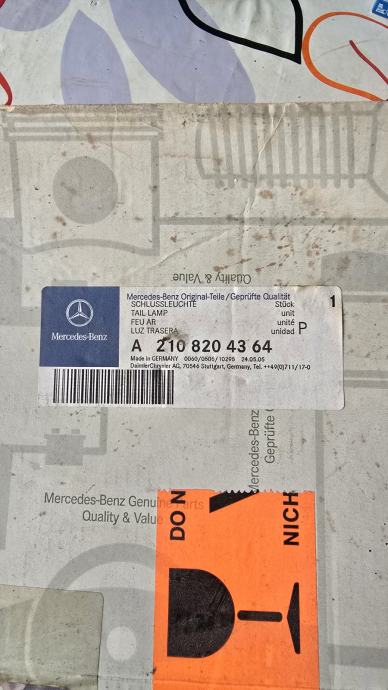 Quality & Value
Mercedes-Benz Original-Teile/Geprüfte Qualität
SCHLUSSLEUCHTE Stück 1
TAIL LAMP unit
FEU AR unité
LUZ TRASERA unidad P
Mercedes-Benz
A 210 820 43 64
Made in GERMANY 0060/0505/10296 24.05.05
DaimlerChrysler AG, 70546 Stuttgart, Germany, Tel. ++49(0)711/17-0
Mercedes-Benz
Geprüfte
Mercedes-Benz Genuine Parts
Quality & Value
DO N
NICH